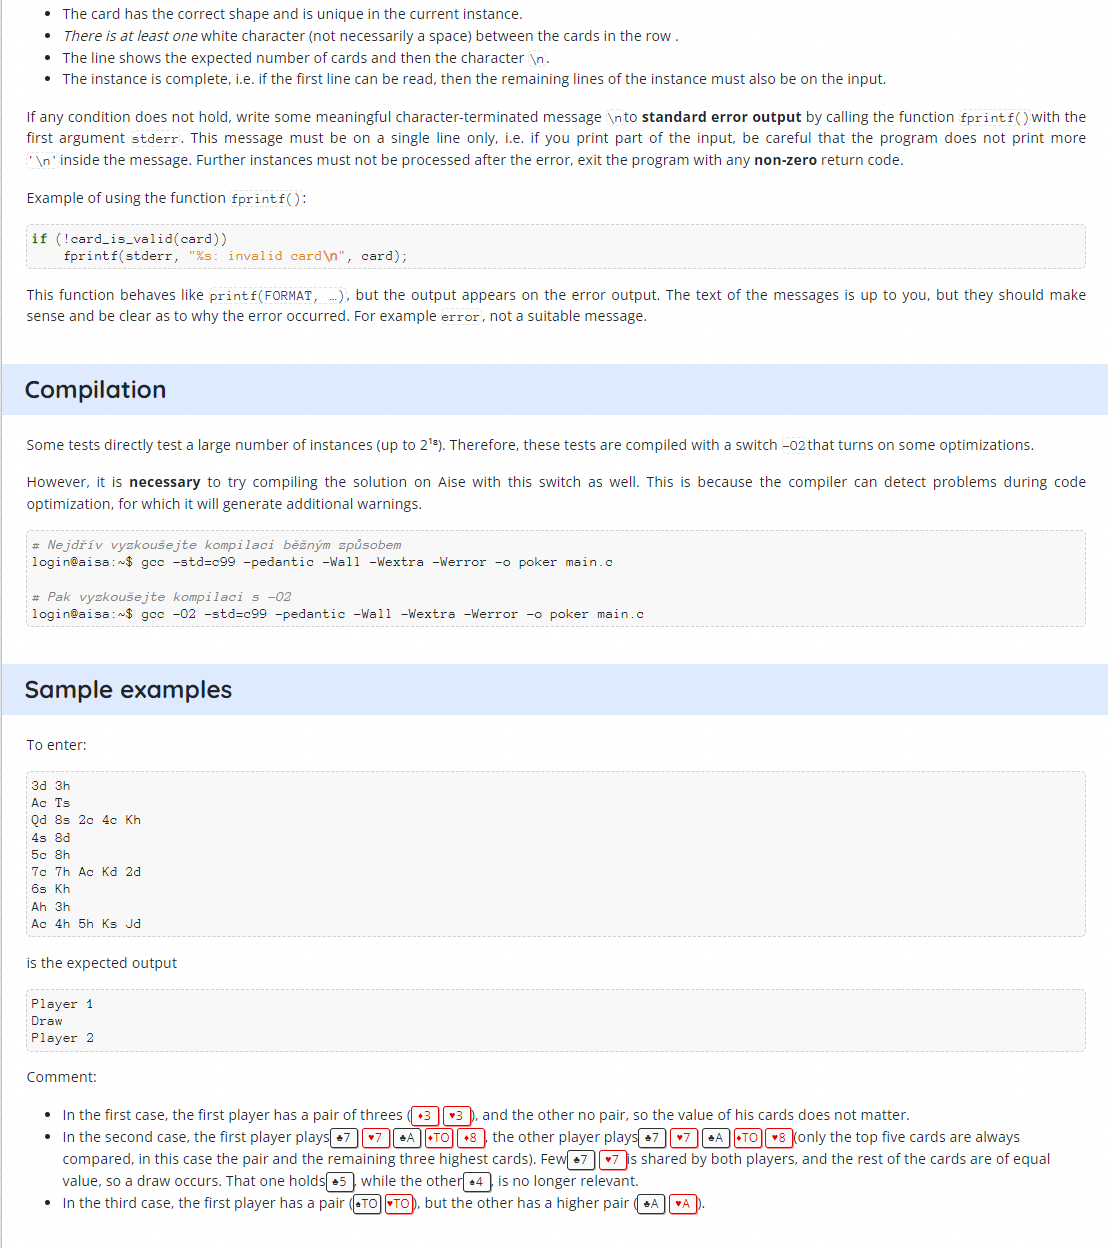 The card has the correct shape and is unique in the current instance.
There is at least one white character (not necessarily a space) between the cards in the row .
The line shows the expected number of cards and then the character \n.
The instance is complete, i.e. if the first line can be read, then the remaining lines of the instance must also be on the input.
If any condition does not hold, write some meaningful character-terminated message \nto standard error output by calling the function fprintf()with the
first argument stderr. This message must be on a single line only, i.e. if you print part of the input, be careful that the program does not print more
'\n'inside the message. Further instances must not be processed after the error, exit the program with any non-zero return code.
Example of using the function fprintf():
if (!card_is_valid(card))
fprintf(stderr, "%s: invalid card\n", card);
This function behaves like printf(FORMAT, …), but the output appears on the error output. The text of the messages is up to you, but they should make
sense and be clear as to why the error occurred. For example error, not a suitable message.
Compilation
Some tests directly test a large number of instances (up to 2¹⁸). Therefore, these tests are compiled with a switch -O2that turns on some optimizations.
However, it is necessary to try compiling the solution on Aise with this switch as well. This is because the compiler can detect problems during code
optimization, for which it will generate additional warnings.
# Nejdřív vyzkoušejte kompilaci běžným způsobem
login@aisa:~$ gcc -std=c99 -pedantic -Wall -Wextra -Werror -o poker main.c
# Pak vyzkoušejte kompilaci s -O2
login@aisa:~$ gcc -O2 -std=c99 -pedantic -Wall -Wextra -Werror -o poker main.c
Sample examples
To enter:
3d 3h
Ac Ts
Qd 8s 2c 4c Kh
4s 8d
5c 8h
7c 7h Ac Kd 2d
6s Kh
Ah 3h
Ac 4h 5h Ks Jd
is the expected output
Player 1
Draw
Player 2
Comment:
In the first case, the first player has a pair of threes (♦3 ♥3), and the other no pair, so the value of his cards does not matter.
In the second case, the first player plays ♣7 ♥7 ♣A ♦TO ♦8, the other player plays ♣7 ♥7 ♣A ♦TO ♥8 (only the top five cards are always
compared, in this case the pair and the remaining three highest cards). Few ♣7 ♥7 is shared by both players, and the rest of the cards are of equal
value, so a draw occurs. That one holds ♣5, while the other ♠4, is no longer relevant.
In the third case, the first player has a pair (♠TO ♥TO), but the other has a higher pair (♣A ♥A).